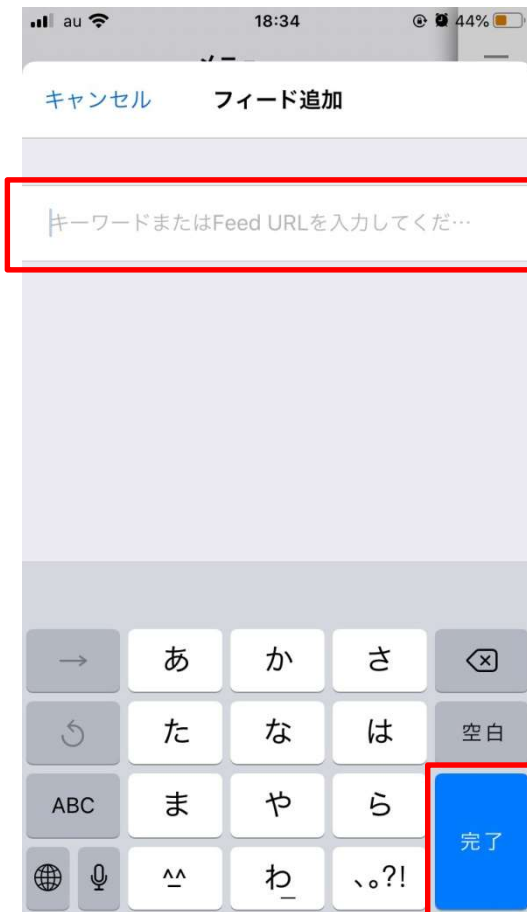 au 18:34 44%
キャンセル フィード追加
キーワードまたはFeed URLを入力してくだ…
→ あ か さ
た な は 空白
ABC ま や ら 完了
^^ わ 、。?!